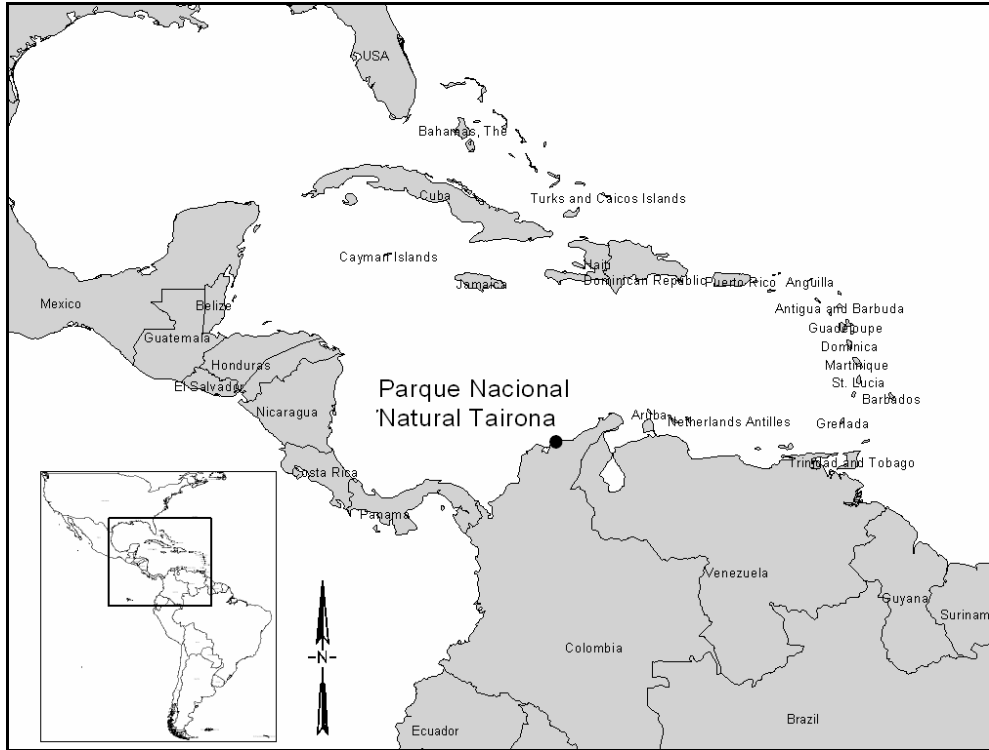 USA
Bahamas, The
Cuba
Turks and Caicos Islands
Cayman Islands
Haiti
Jamaica
Dominican Republic
Puerto Rico
Anguilla
Mexico
Belize
Antigua and Barbuda
Guadeloupe
Guatemala
Dominica
Honduras
Martinique
El Salvador
St. Lucia
Parque Nacional
Natural Tairona
Barbados
Nicaragua
Aruba
Netherlands Antilles
Grenada
Trinidad and Tobago
Costa Rica
Panama
Venezuela
Guyana
Surinam
Colombia
N
Brazil
Ecuador